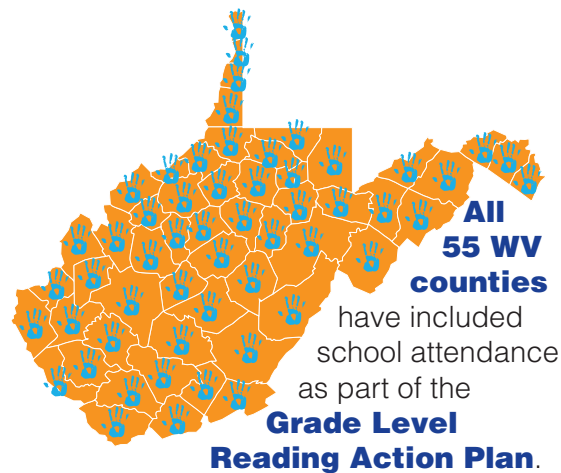 All
55 WV
counties
have included
school attendance
as part of the
Grade Level
Reading Action Plan.